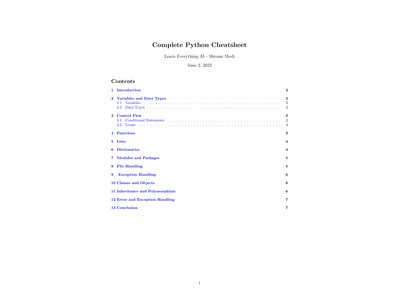 Complete Python Cheatsheet
Learn Everything AI - Shivam Modi
June 2, 2023
Contents
1 Introduction 2
2 Variables and Data Types 2
2.1 Variables 2
2.2 Data Types 2
3 Control Flow 2
3.1 Conditional Statements 2
3.2 Loops 3
4 Functions 3
5 Lists 4
6 Dictionaries 4
7 Modules and Packages 5
8 File Handling 5
9 Exception Handling 6
10 Classes and Objects 6
11 Inheritance and Polymorphism 6
12 Error and Exception Handling 7
13 Conclusion 7
1